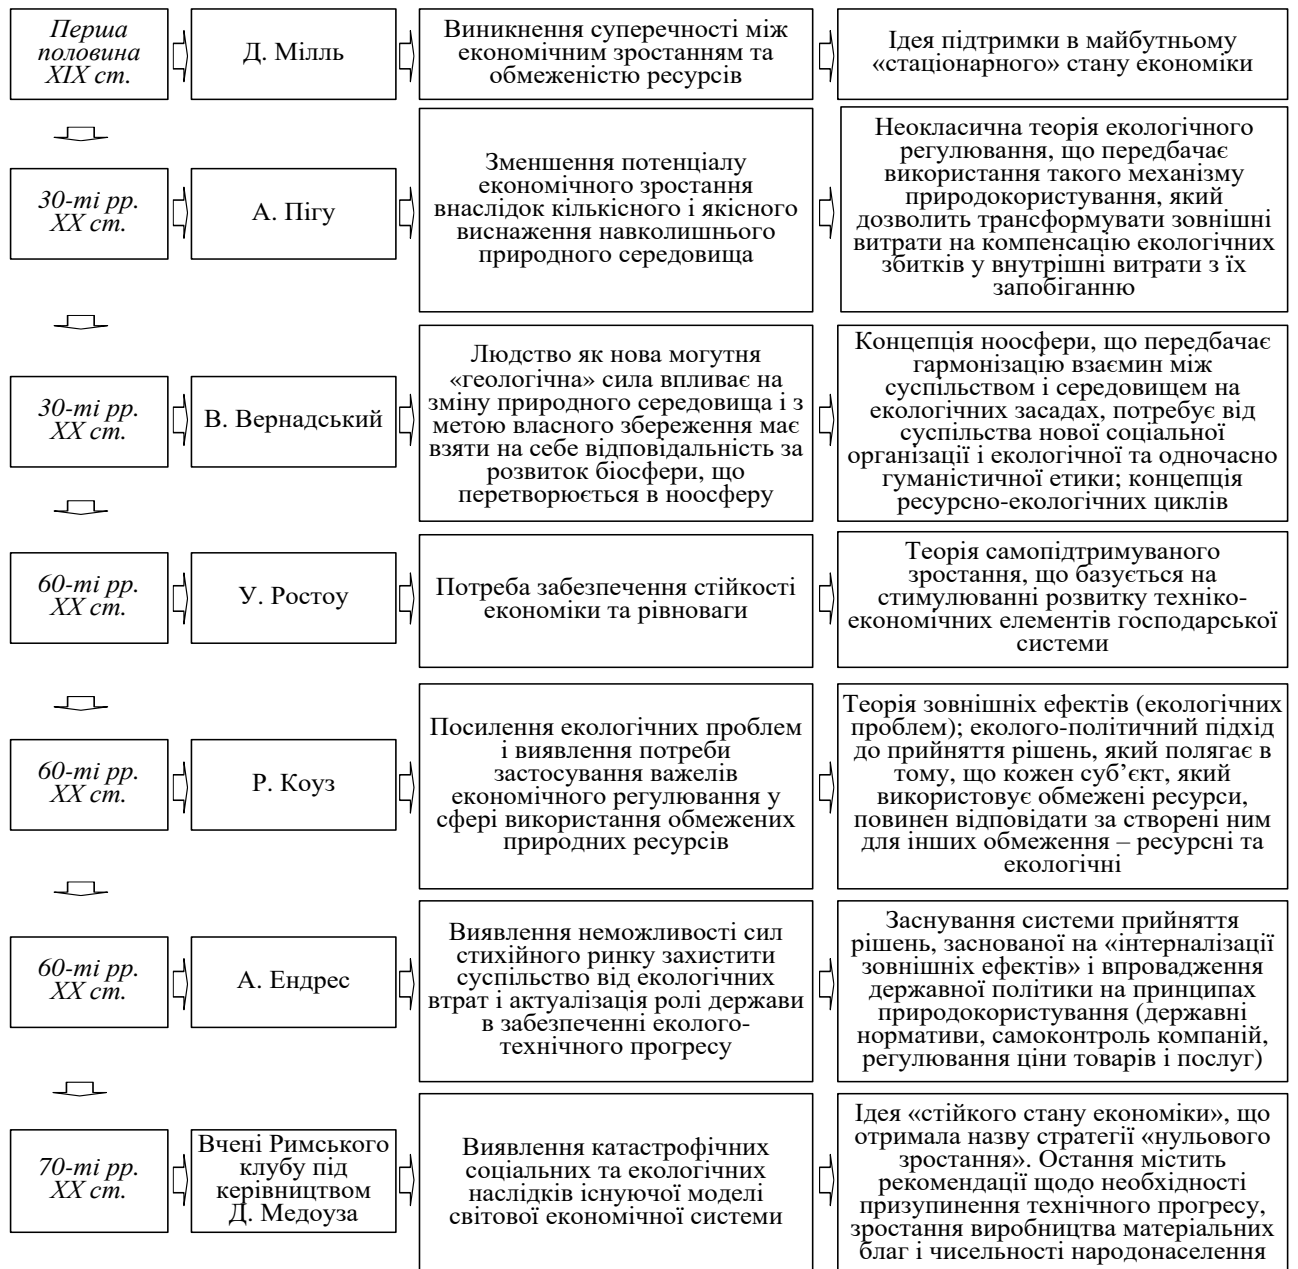 Перша
половина
XIX ст.
Д. Мілль
Виникнення суперечності між
економічним зростанням та
обмеженістю ресурсів
Ідея підтримки в майбутньому
«стаціонарного» стану економіки
30-ті рр.
XX ст.
А. Пігу
Зменшення потенціалу
економічного зростання
внаслідок кількісного і якісного
виснаження навколишнього
природного середовища
Неокласична теорія екологічного
регулювання, що передбачає
використання такого механізму
природокористування, який
дозволить трансформувати зовнішні
витрати на компенсацію екологічних
збитків у внутрішні витрати з їх
запобіганню
30-ті рр.
XX ст.
В. Вернадський
Людство як нова могутня
«геологічна» сила впливає на
зміну природного середовища і з
метою власного збереження має
взяти на себе відповідальність за
розвиток біосфери, що
перетворюється в ноосферу
Концепція ноосфери, що передбачає
гармонізацію взаємин між
суспільством і середовищем на
екологічних засадах, потребує від
суспільства нової соціальної
організації і екологічної та одночасно
гуманістичної етики; концепція
ресурсно-екологічних циклів
60-ті рр.
XX ст.
У. Ростоу
Потреба забезпечення стійкості
економіки та рівноваги
Теорія самопідтримуваного
зростання, що базується на
стимулюванні розвитку техніко-
економічних елементів господарської
системи
60-ті рр.
XX ст.
Р. Коуз
Посилення екологічних проблем
і виявлення потреби
застосування важелів
економічного регулювання у
сфері використання обмежених
природних ресурсів
Теорія зовнішніх ефектів (екологічних
проблем); еколого-політичний підхід
до прийняття рішень, який полягає в
тому, що кожен суб’єкт, який
використовує обмежені ресурси,
повинен відповідати за створені ним
для інших обмеження – ресурсні та
екологічні
60-ті рр.
XX ст.
А. Ендрес
Виявлення неможливості сил
стихійного ринку захистити
суспільство від екологічних
втрат і актуалізація ролі держави
в забезпеченні еколого-
технічного прогресу
Заснування системи прийняття
рішень, заснованої на «інтерналізації
зовнішніх ефектів» і впровадження
державної політики на принципах
природокористування (державні
нормативи, самоконтроль компаній,
регулювання ціни товарів і послуг)
70-ті рр.
XX ст.
Вчені Римського
клубу під
керівництвом
Д. Медоуза
Виявлення катастрофічних
соціальних та екологічних
наслідків існуючої моделі
світової економічної системи
Ідея «стійкого стану економіки», що
отримала назву стратегії «нульового
зростання». Остання містить
рекомендації щодо необхідності
призупинення технічного прогресу,
зростання виробництва матеріальних
благ і чисельності народонаселення